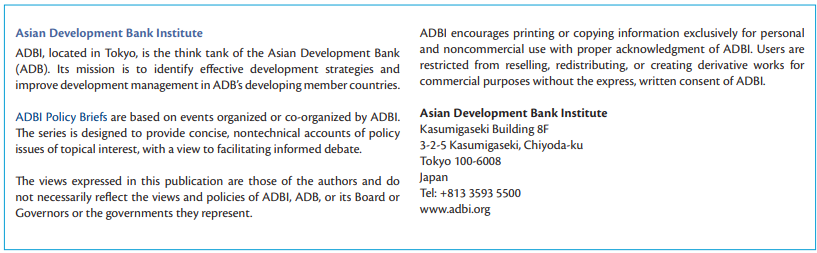 Asian Development Bank Institute
ADBI, located in Tokyo, is the think tank of the Asian Development Bank
(ADB). Its mission is to identify effective development strategies and
improve development management in ADB's developing member countries.
ADBI Policy Briefs are based on events organized or co-organized by ADBI.
The series is designed to provide concise, nontechnical accounts of policy
issues of topical interest, with a view to facilitating informed debate.
The views expressed in this publication are those of the authors and do
not necessarily reflect the views and policies of ADBI, ADB, or its Board or
Governors or the governments they represent.
ADBI encourages printing or copying information exclusively for personal
and noncommercial use with proper acknowledgment of ADBI. Users are
restricted from reselling, redistributing, or creating derivative works for
commercial purposes without the express, written consent of ADBI.
Asian Development Bank Institute
Kasumigaseki Building 8F
3-2-5 Kasumigaseki, Chiyoda-ku
Tokyo 100-6008
Japan
Tel: +813 3593 5500
www.adbi.org